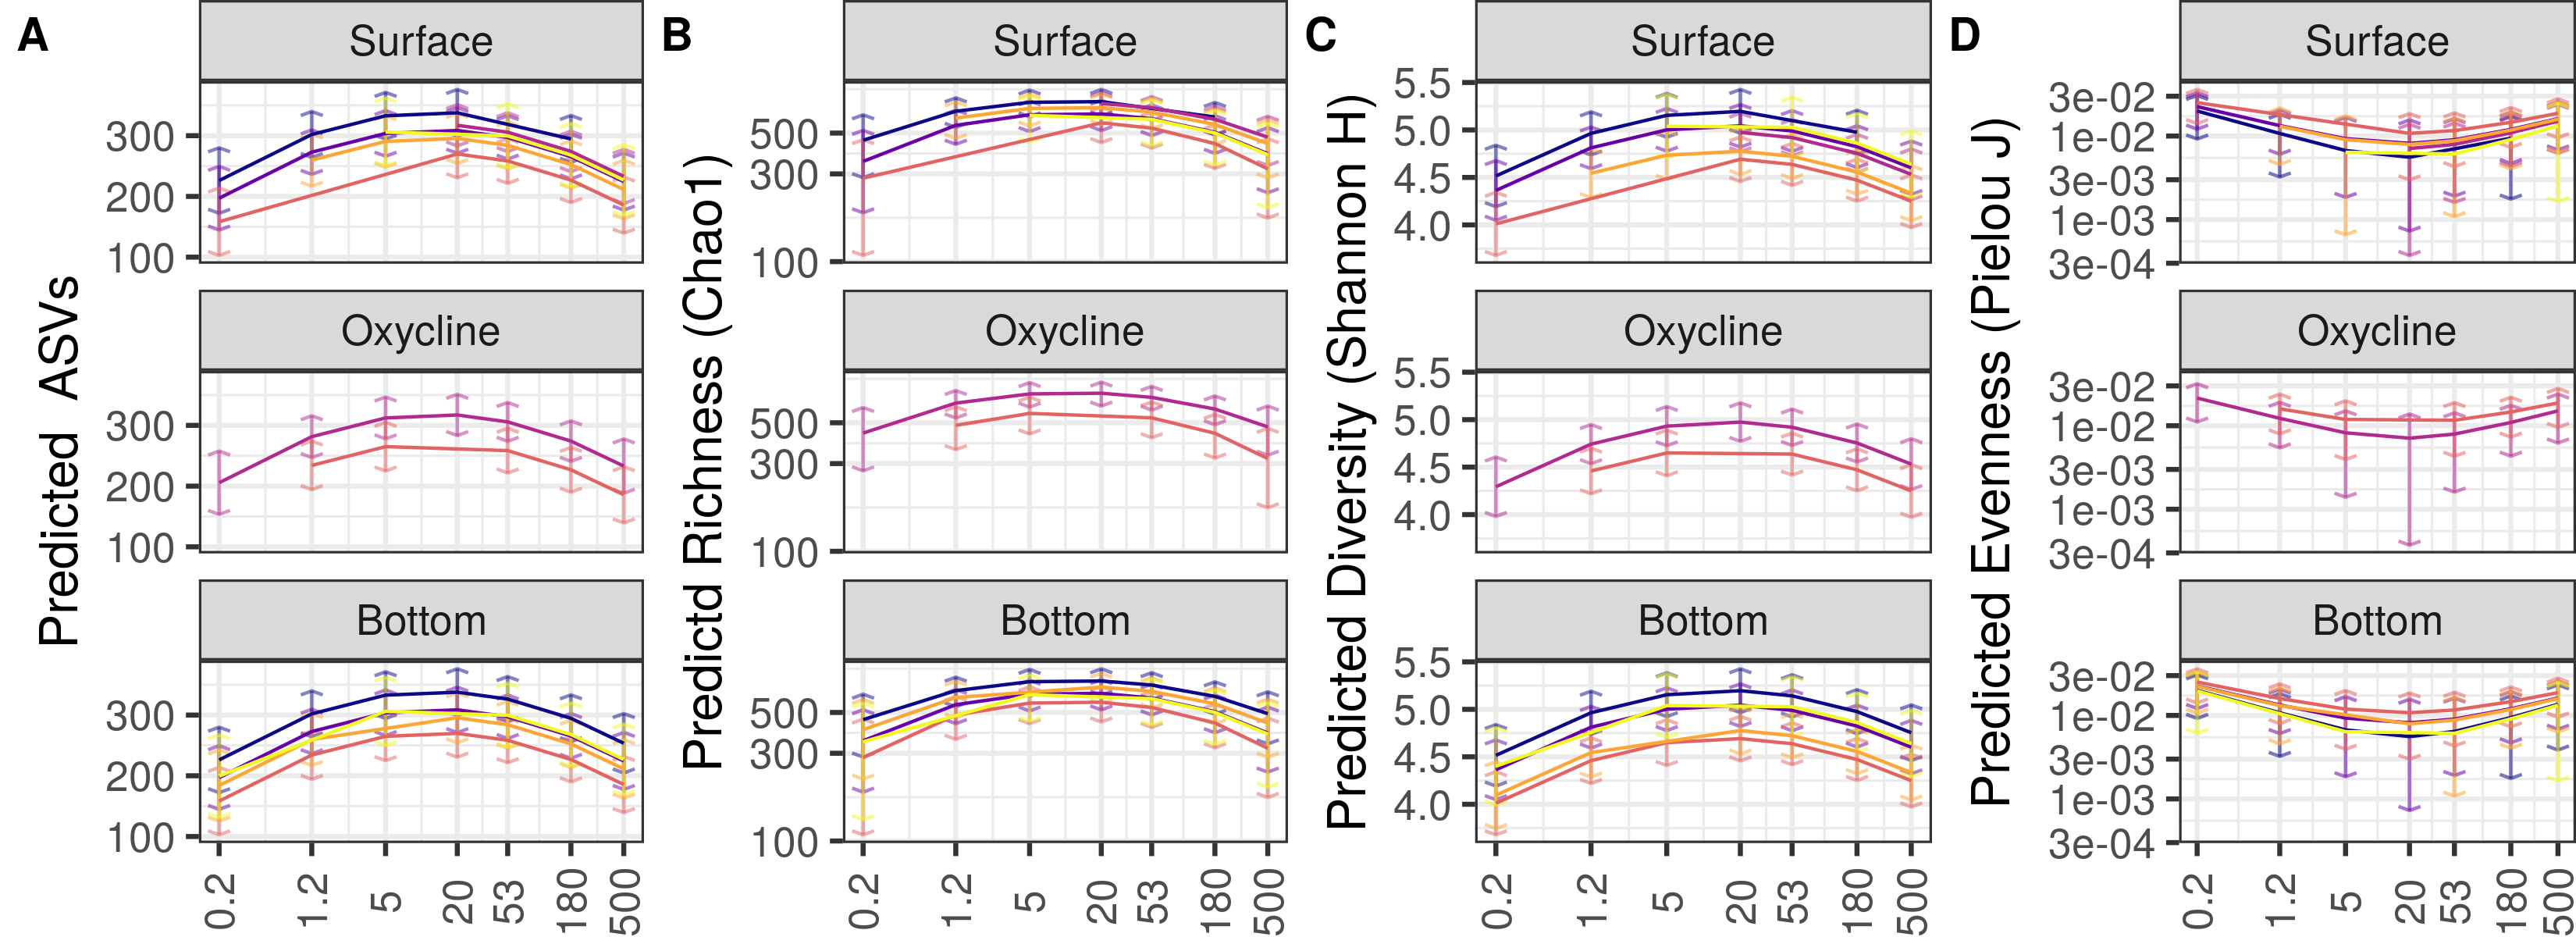 A
Predicted ASVs
Surface
300
200
100
Oxycline
300
200
100
Bottom
300
200
100
0.2
1.2
5
20
53
180
500
B
Predictd Richness (Chao1)
Surface
500
300
100
Oxycline
500
300
100
Bottom
500
300
100
0.2
1.2
5
20
53
180
500
C
Predicted Diversity (Shannon H)
Surface
5.5
5.0
4.5
4.0
Oxycline
5.5
5.0
4.5
4.0
Bottom
5.5
5.0
4.5
4.0
0.2
1.2
5
20
53
180
500
D
Predicted Evenness (Pielou J)
Surface
3e-02
1e-02
3e-03
1e-03
3e-04
Oxycline
3e-02
1e-02
3e-03
1e-03
3e-04
Bottom
3e-02
1e-02
3e-03
1e-03
3e-04
0.2
1.2
5
20
53
180
500